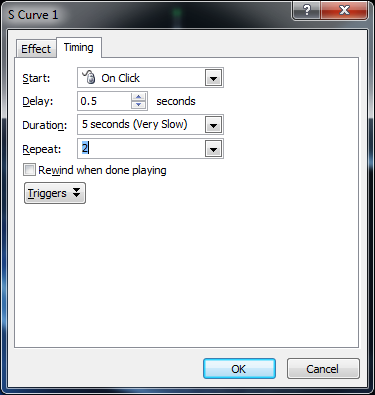 S Curve 1
Effect Timing
Start: On Click
Delay: 0.5 seconds
Duration: 5 seconds (Very Slow)
Repeat: 2
Rewind when done playing
Triggers
OK Cancel